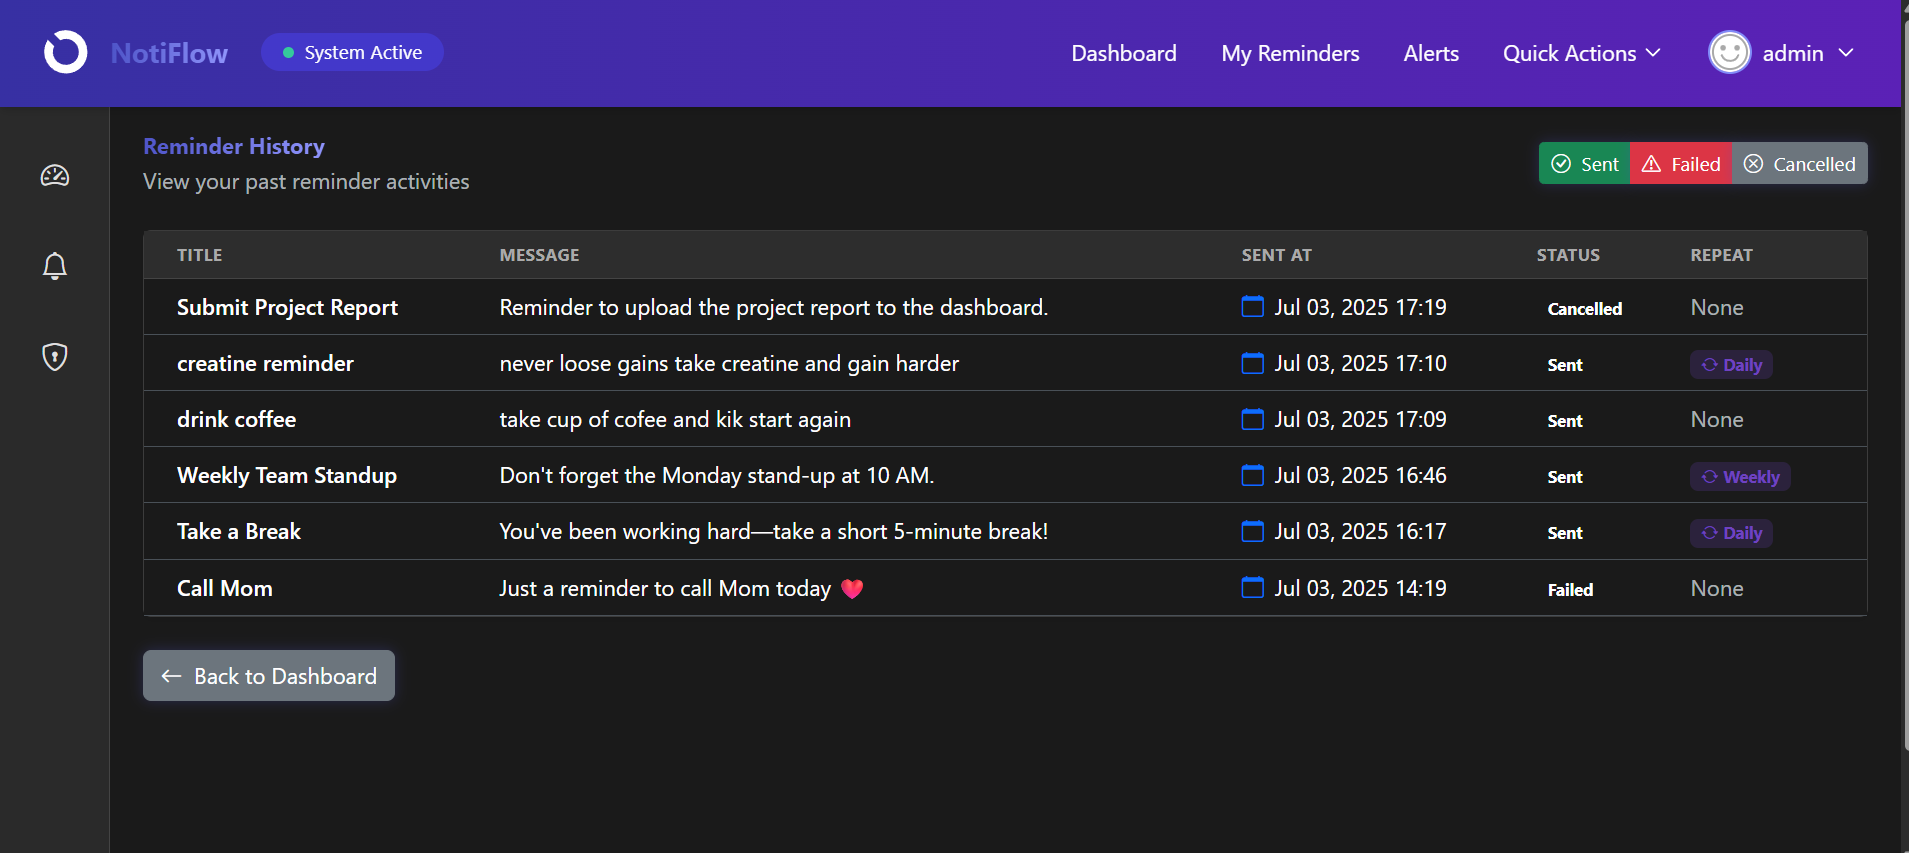 NotiFlow
System Active
Dashboard My Reminders Alerts Quick Actions admin
Reminder History
View your past reminder activities
Sent Failed Cancelled
TITLE MESSAGE SENT AT STATUS REPEAT
Submit Project Report Reminder to upload the project report to the dashboard. Jul 03, 2025 17:19 Cancelled None
creatine reminder never loose gains take creatine and gain harder Jul 03, 2025 17:10 Sent Daily
drink coffee take cup of cofee and kik start again Jul 03, 2025 17:09 Sent None
Weekly Team Standup Don't forget the Monday stand-up at 10 AM. Jul 03, 2025 16:46 Sent Weekly
Take a Break You've been working hard—take a short 5-minute break! Jul 03, 2025 16:17 Sent Daily
Call Mom Just a reminder to call Mom today ❤️ Jul 03, 2025 14:19 Failed None
← Back to Dashboard